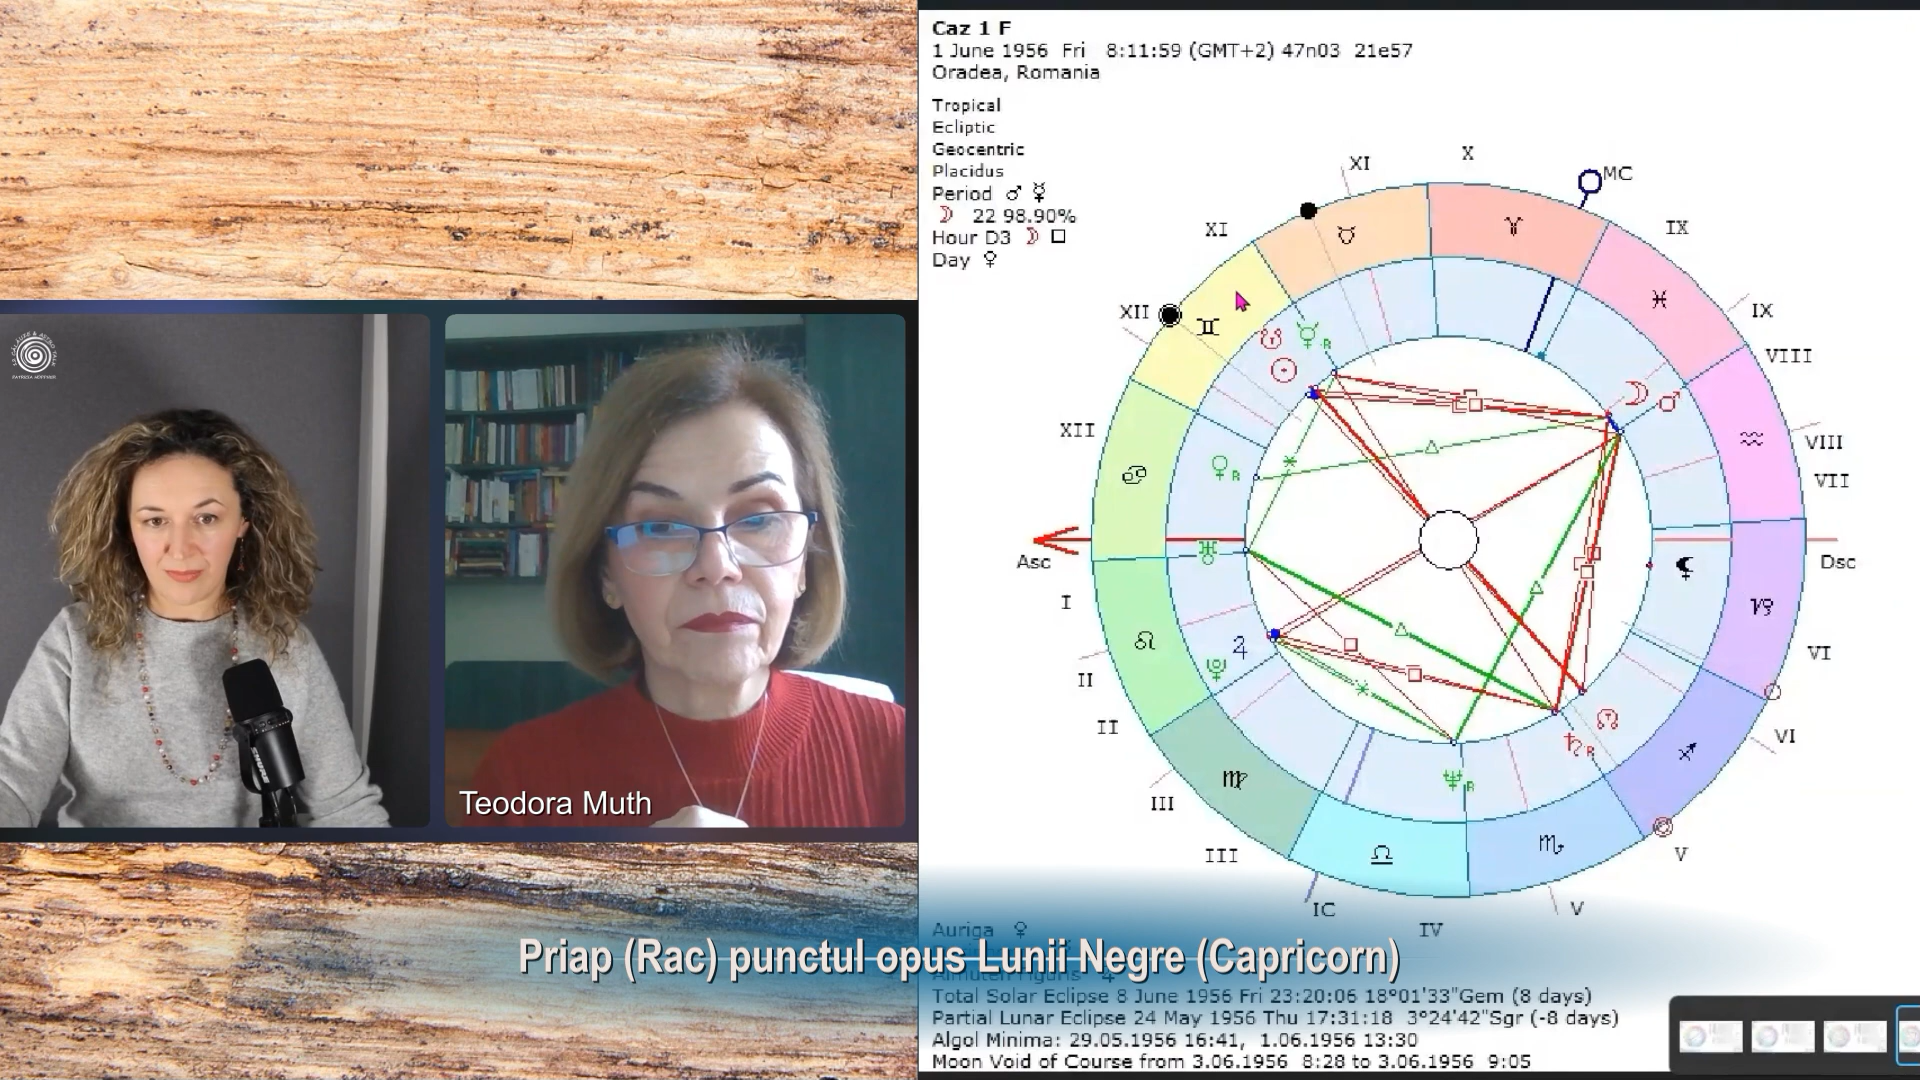 Caz 1 F
1 June 1956 Fri 8:11:59 (GMT+2) 47n03 21e57
Oradea, Romania
Tropical
Ecliptic
Geocentric
Placidus
Period ♂ ☿
☽ 22 98.90%
Hour D3 ☽ □
Day ♀
X
XI
MC
IX
XI
XII
IX
VIII
XII
VIII
VII
Asc
Dsc
I
VI
II
II
VI
III
III
V
IC
V
IV
Teodora Muth
SHURE
Auriga ♀
Priap (Rac) punctul opus Lunii Negre (Capricorn)
Total Solar Eclipse 8 June 1956 Fri 23:20:06 18°01'33"Gem (8 days)
Partial Lunar Eclipse 24 May 1956 Thu 17:31:18 3°24'42"Sgr (-8 days)
Algol Minima: 29.05.1956 16:41, 1.06.1956 13:30
Moon Void of Course from 3.06.1956 8:28 to 3.06.1956 9:05